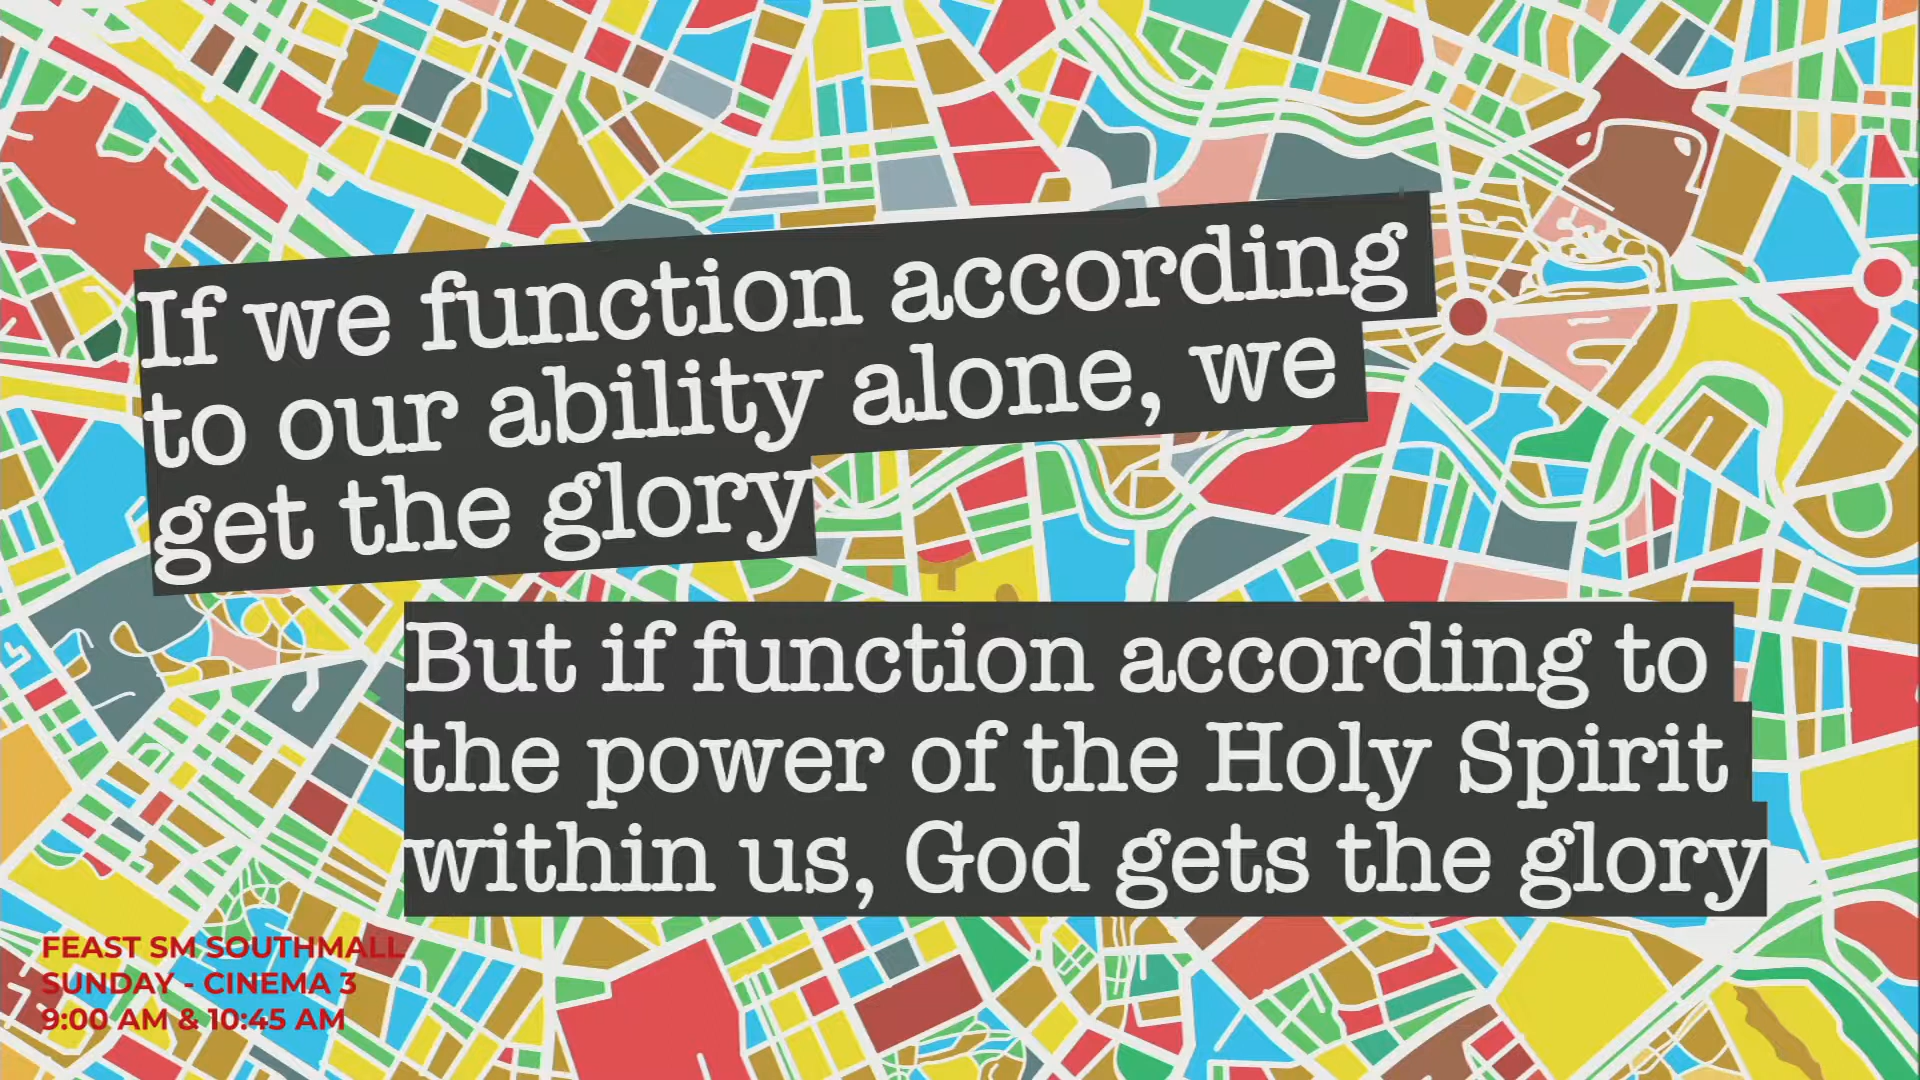 If we function according
to our ability alone, we
get the glory
But if function according to
the power of the Holy Spirit
within us, God gets the glory
FEAST SM SOUTHMALL
SUNDAY - CINEMA 3
9:00 AM & 10:45 AM